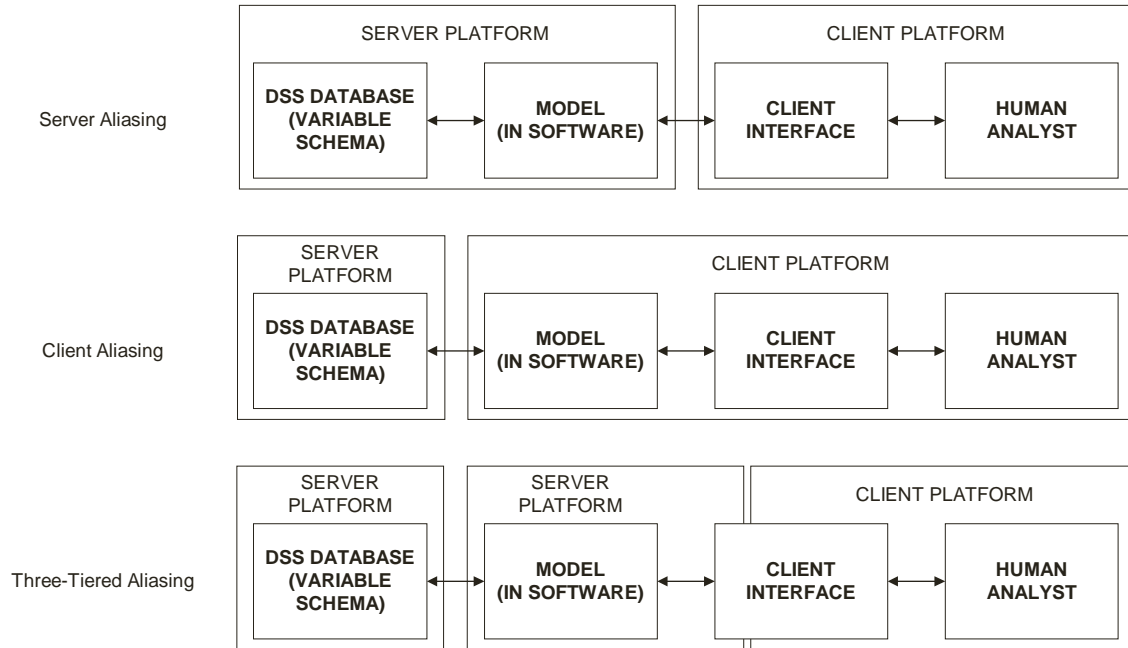 SERVER PLATFORM
CLIENT PLATFORM
Server Aliasing
DSS DATABASE
(VARIABLE
SCHEMA)
MODEL
(IN SOFTWARE)
CLIENT
INTERFACE
HUMAN
ANALYST
SERVER
PLATFORM
CLIENT PLATFORM
Client Aliasing
DSS DATABASE
(VARIABLE
SCHEMA)
MODEL
(IN SOFTWARE)
CLIENT
INTERFACE
HUMAN
ANALYST
SERVER
PLATFORM
SERVER
PLATFORM
CLIENT PLATFORM
Three-Tiered Aliasing
DSS DATABASE
(VARIABLE
SCHEMA)
MODEL
(IN SOFTWARE)
CLIENT
INTERFACE
HUMAN
ANALYST